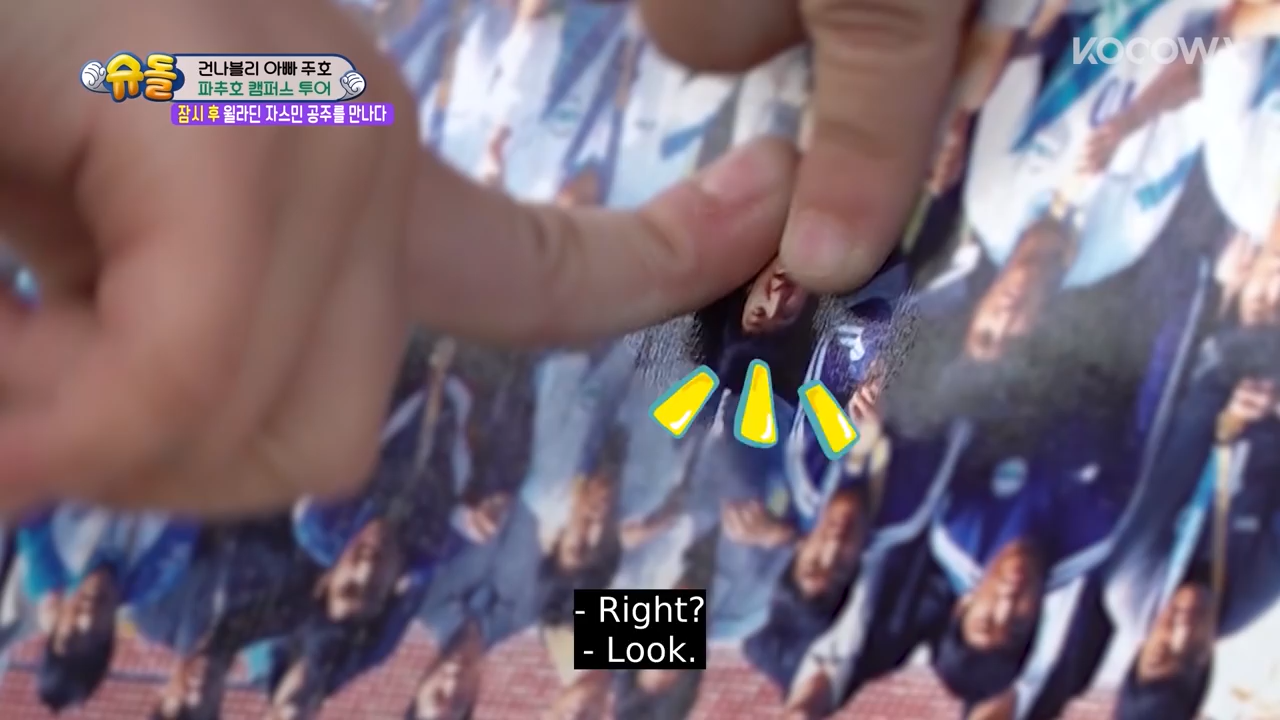 슈돌
건나블리 아빠 주호
파추호 캠퍼스 투어
잠시 후 윌라딘 자스민 공주를 만나다
KOCOWA
- Right?
- Look.